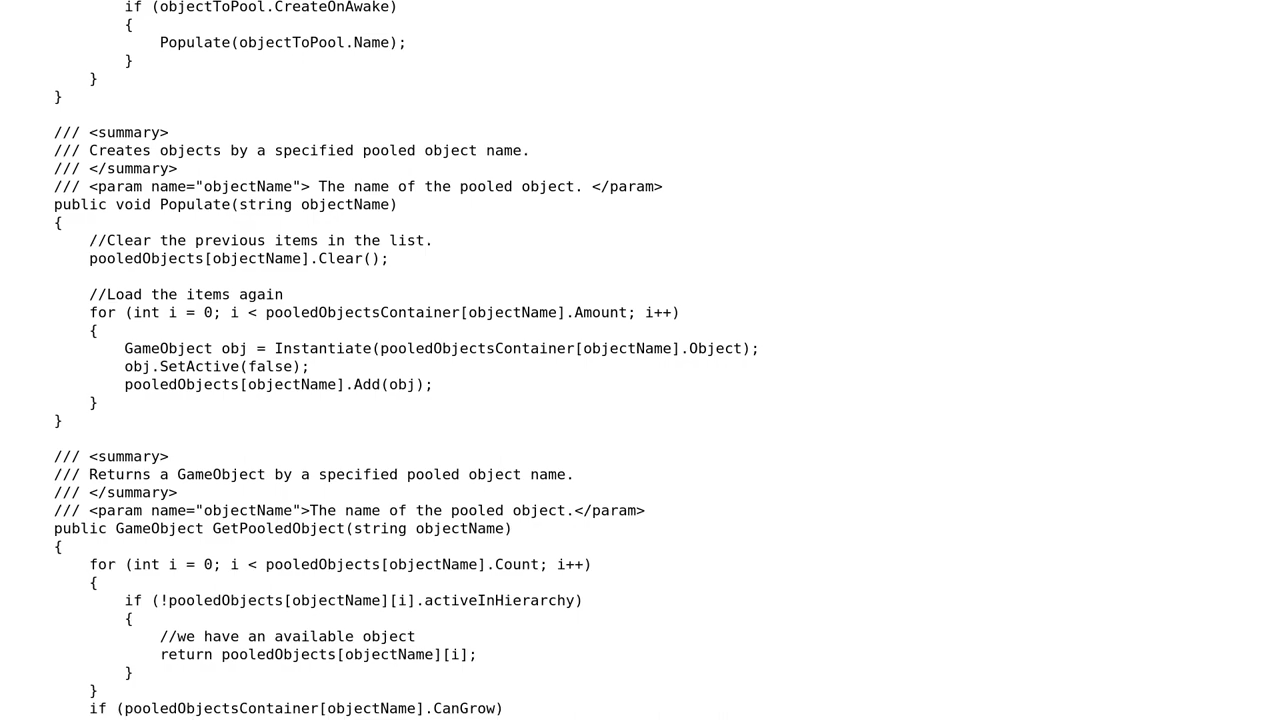 if (objectToPool.CreateOnAwake)
{
Populate(objectToPool.Name);
}
}
}
/// <summary>
/// Creates objects by a specified pooled object name.
/// </summary>
/// <param name="objectName"> The name of the pooled object. </param>
public void Populate(string objectName)
{
//Clear the previous items in the list.
pooledObjects[objectName].Clear();
//Load the items again
for (int i = 0; i < pooledObjectsContainer[objectName].Amount; i++)
{
GameObject obj = Instantiate(pooledObjectsContainer[objectName].Object);
obj.SetActive(false);
pooledObjects[objectName].Add(obj);
}
}
/// <summary>
/// Returns a GameObject by a specified pooled object name.
/// </summary>
/// <param name="objectName">The name of the pooled object.</param>
public GameObject GetPooledObject(string objectName)
{
for (int i = 0; i < pooledObjects[objectName].Count; i++)
{
if (!pooledObjects[objectName][i].activeInHierarchy)
{
//we have an available object
return pooledObjects[objectName][i];
}
}
if (pooledObjectsContainer[objectName].CanGrow)